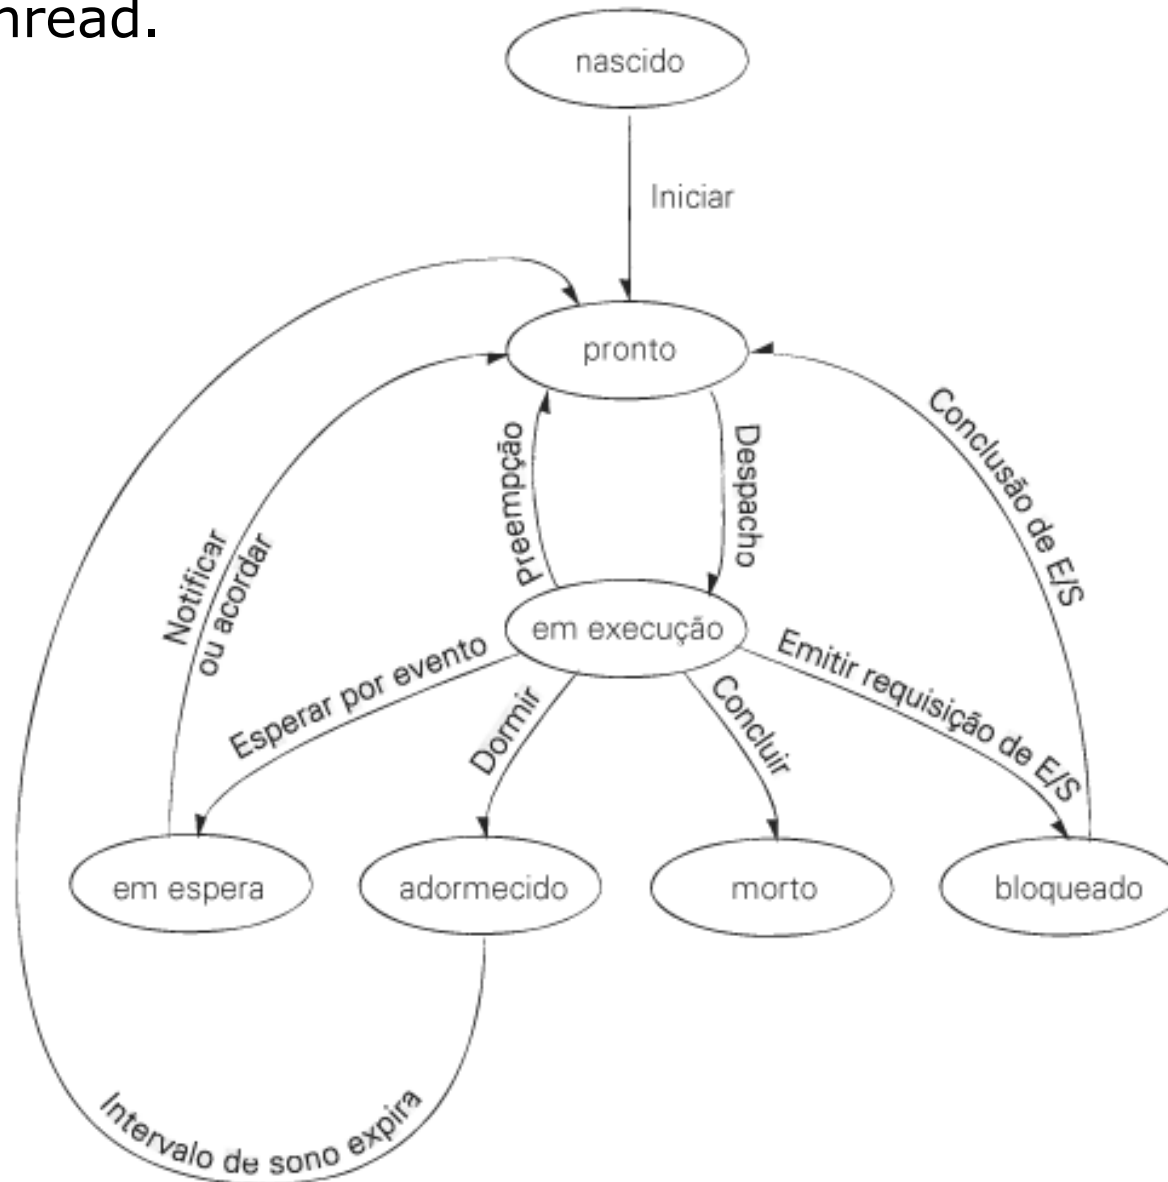 hread.
nascido
Iniciar
pronto
Preempção
Despacho
Conclusão de E/S
Notificar
ou acordar
em execução
Esperar por evento
Dormir
Concluir
Emitir requisição de E/S
em espera
adormecido
morto
bloqueado
Intervalo de sono expira